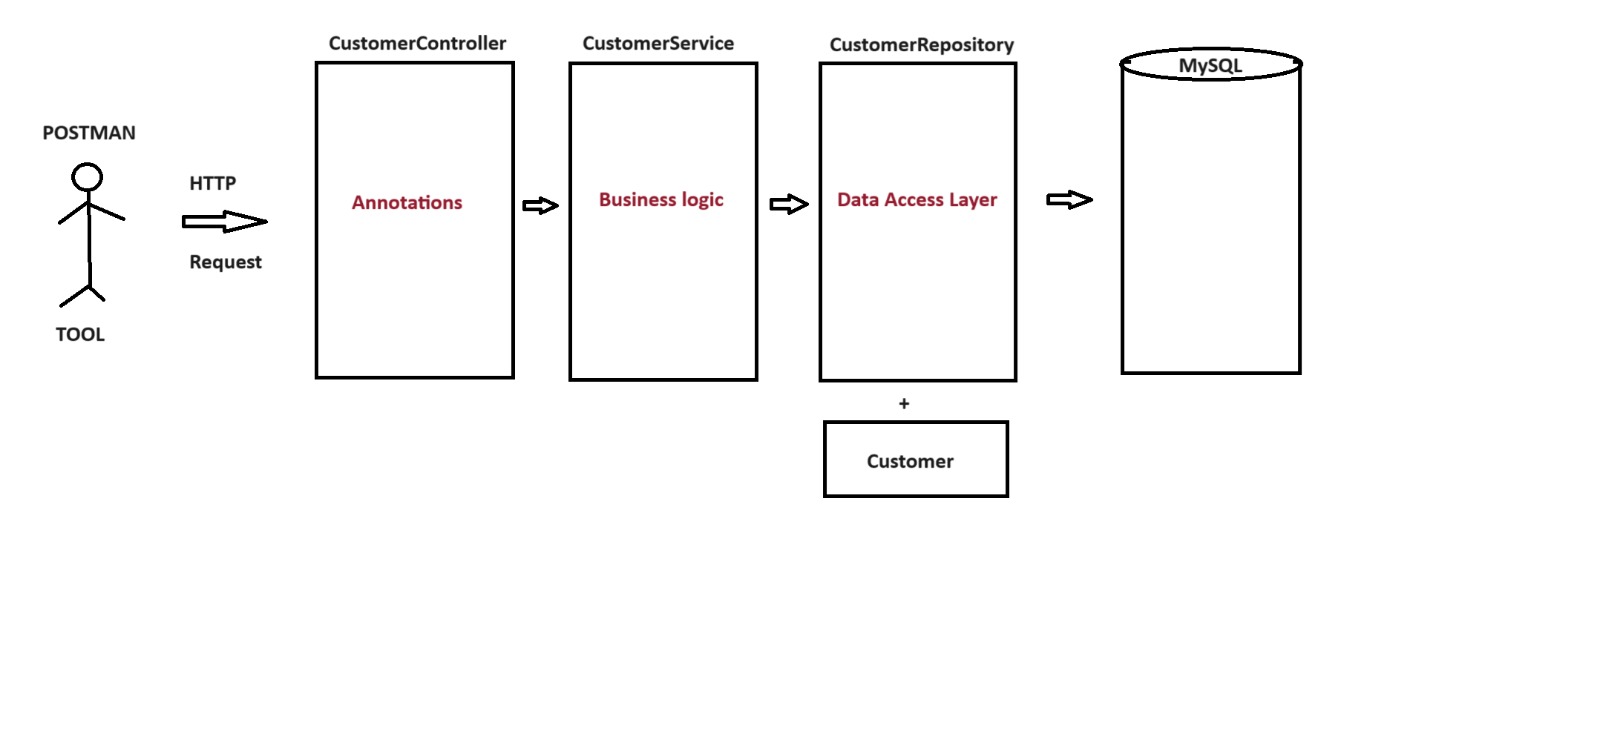 CustomerController
CustomerService
CustomerRepository
MySQL
POSTMAN
HTTP
Request
TOOL
Annotations
Business logic
Data Access Layer
+
Customer